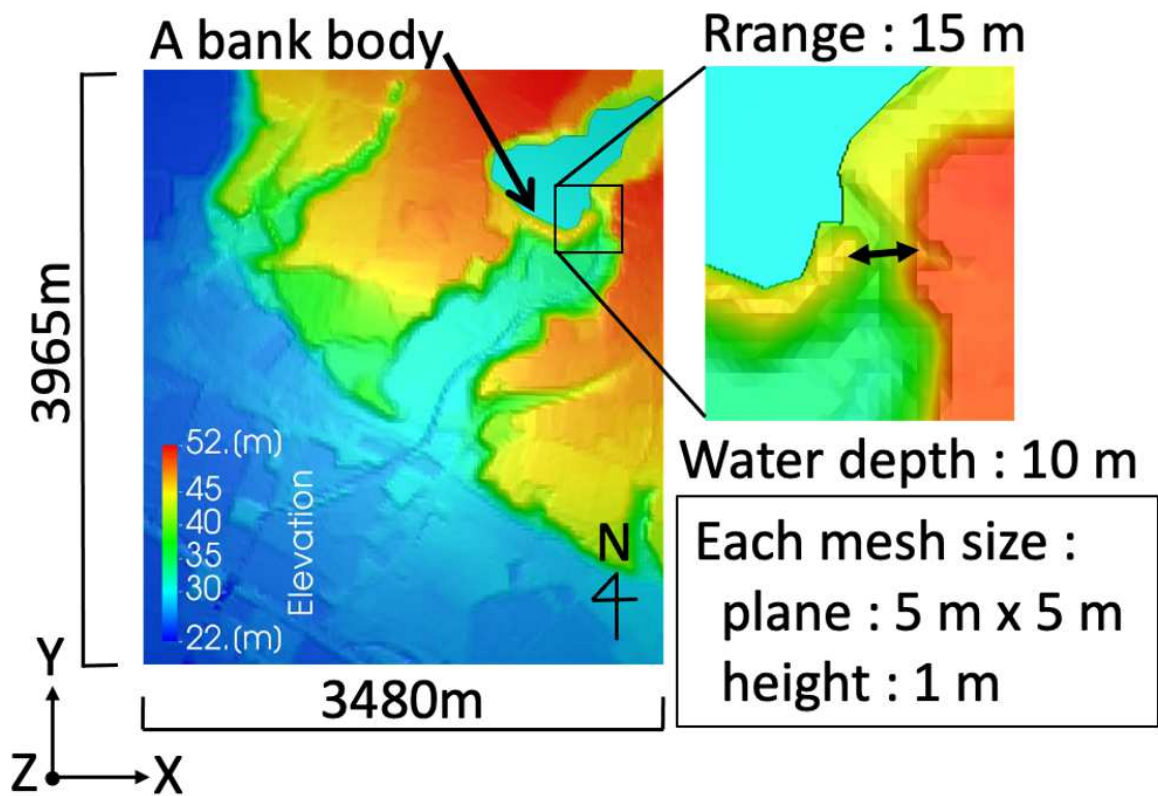 A bank body
Rrange : 15 m
3965m
52.(m)
45
40
35
30
22.(m)
Elevation
N
Water depth : 10 m
Each mesh size :
plane : 5 m x 5 m
height : 1 m
3480m
Y
Z
X